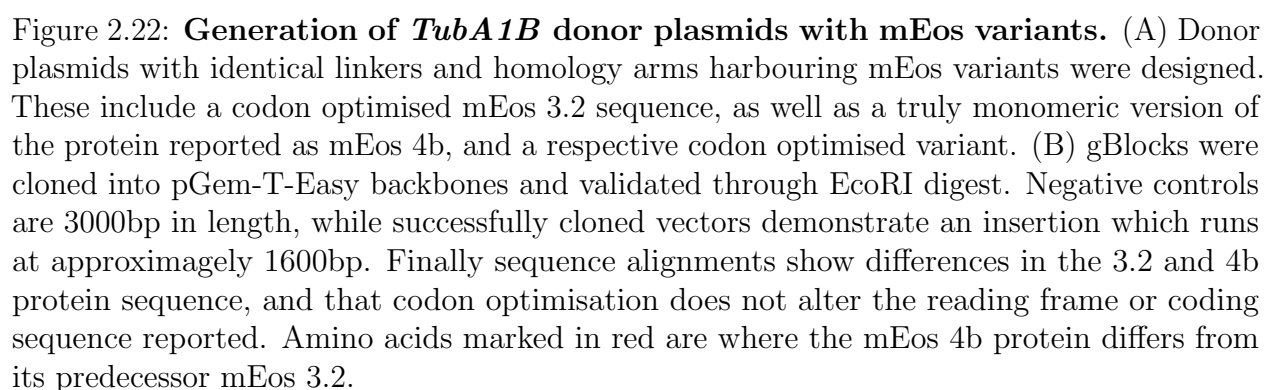 Figure 2.22: Generation of TubA1B donor plasmids with mEos variants. (A) Donor
plasmids with identical linkers and homology arms harbouring mEos variants were designed.
These include a codon optimised mEos 3.2 sequence, as well as a truly monomeric version of
the protein reported as mEos 4b, and a respective codon optimised variant. (B) gBlocks were
cloned into pGem-T-Easy backbones and validated through EcoRI digest. Negative controls
are 3000bp in length, while successfully cloned vectors demonstrate an insertion which runs
at approximagely 1600bp. Finally sequence alignments show differences in the 3.2 and 4b
protein sequence, and that codon optimisation does not alter the reading frame or coding
sequence reported. Amino acids marked in red are where the mEos 4b protein differs from
its predecessor mEos 3.2.